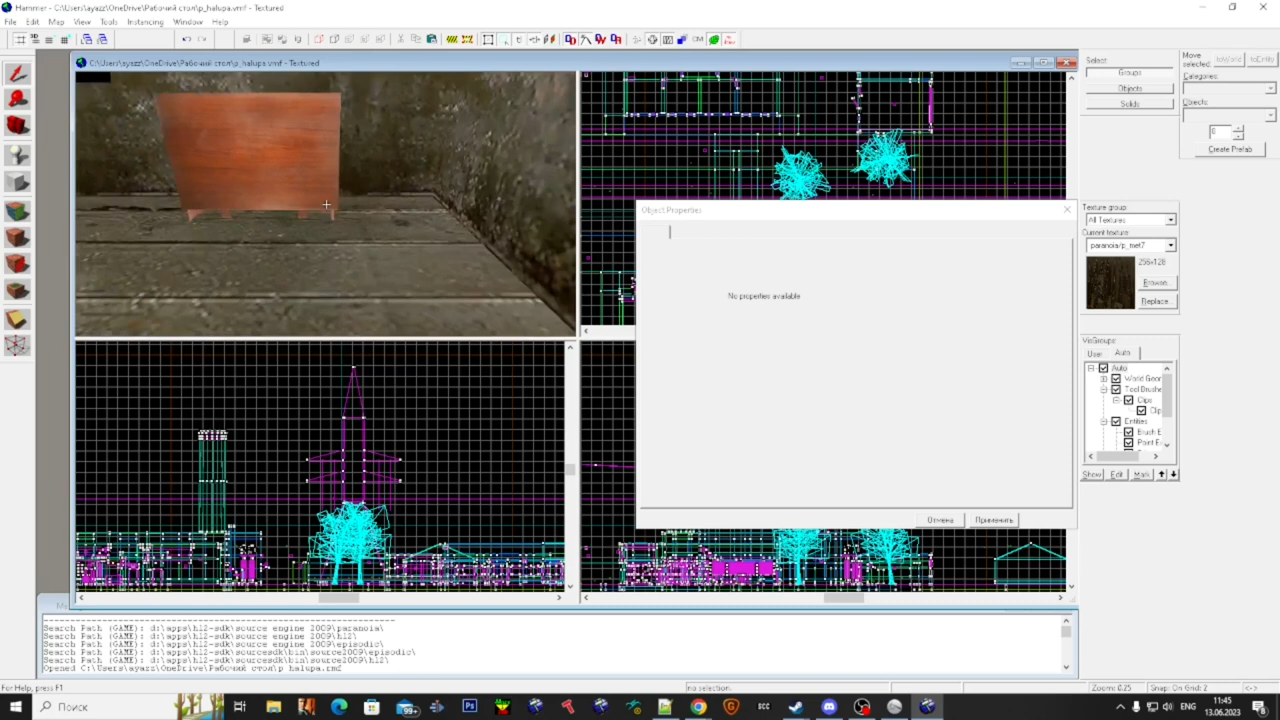 Hammer - C:\Users\ayazz\OneDrive\Рабочий стол\p_halupa.vmf - Textured
File Edit Map View Tools Instancing Window Help
C:\Users\ayazz\OneDrive\Рабочий стол\p_halupa.vmf - Textured
Select:
Groups
Objects
Solids
Move selected:
toWorld
toEntity
Categories:
Objects:
0
Create Prefab
Object Properties
No properties available
Отмена
Применить
Texture group:
All Textures
Current texture:
paranoia/p_met7
256x128
Browse...
Replace...
VisGroups:
User Auto
Auto
World Geor
Tool Brushe
Clips
Clip
Entities
Brush E
Point E
Show Edit Mark
Search Path (GAME): d:\apps\hl2-sdk\source engine 2009\paranoia\
Search Path (GAME): d:\apps\hl2-sdk\source engine 2009\hl2\
Search Path (GAME): d:\apps\hl2-sdk\source engine 2009\episodic\
Search Path (GAME): d:\apps\hl2-sdk\sourcesdk\bin\source2009\episodic\
Search Path (GAME): d:\apps\hl2-sdk\sourcesdk\bin\source2009\hl2\
Opened C:\Users\ayazz\OneDrive\Рабочий стол\p_halupa.rmf
For Help, press F1
no selection.
Zoom: 0.25
Snap: On Grid: 2
<->
Поиск
99+
ENG
11:45
13.06.2023
8